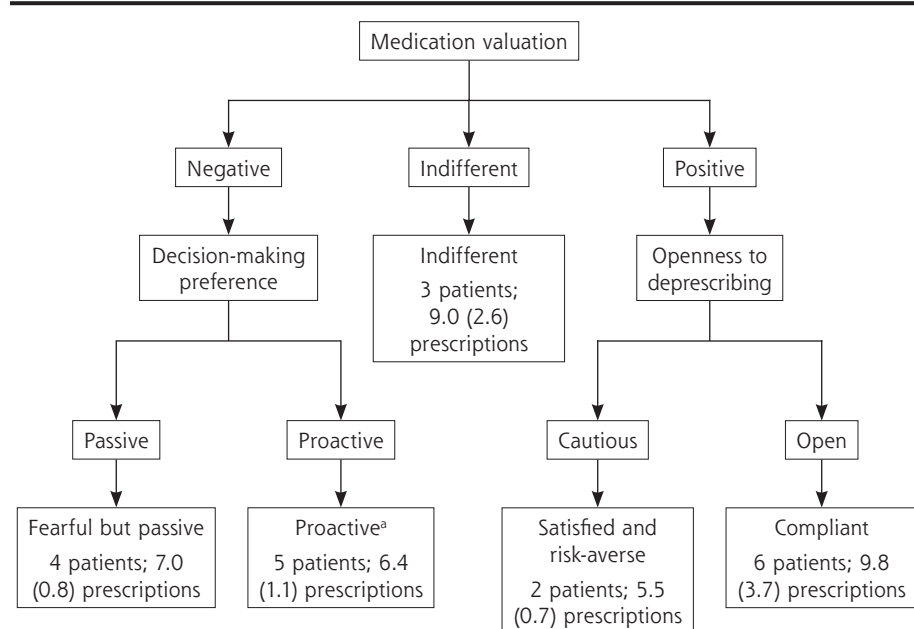 Medication valuation
Negative
Indifferent
Positive
Decision-making
preference
Indifferent
3 patients;
9.0 (2.6)
prescriptions
Openness to
deprescribing
Passive
Proactive
Cautious
Open
Fearful but passive
4 patients; 7.0
(0.8) prescriptions
Proactiveᵃ
5 patients; 6.4
(1.1) prescriptions
Satisfied and
risk-averse
2 patients; 5.5
(0.7) prescriptions
Compliant
6 patients; 9.8
(3.7) prescriptions